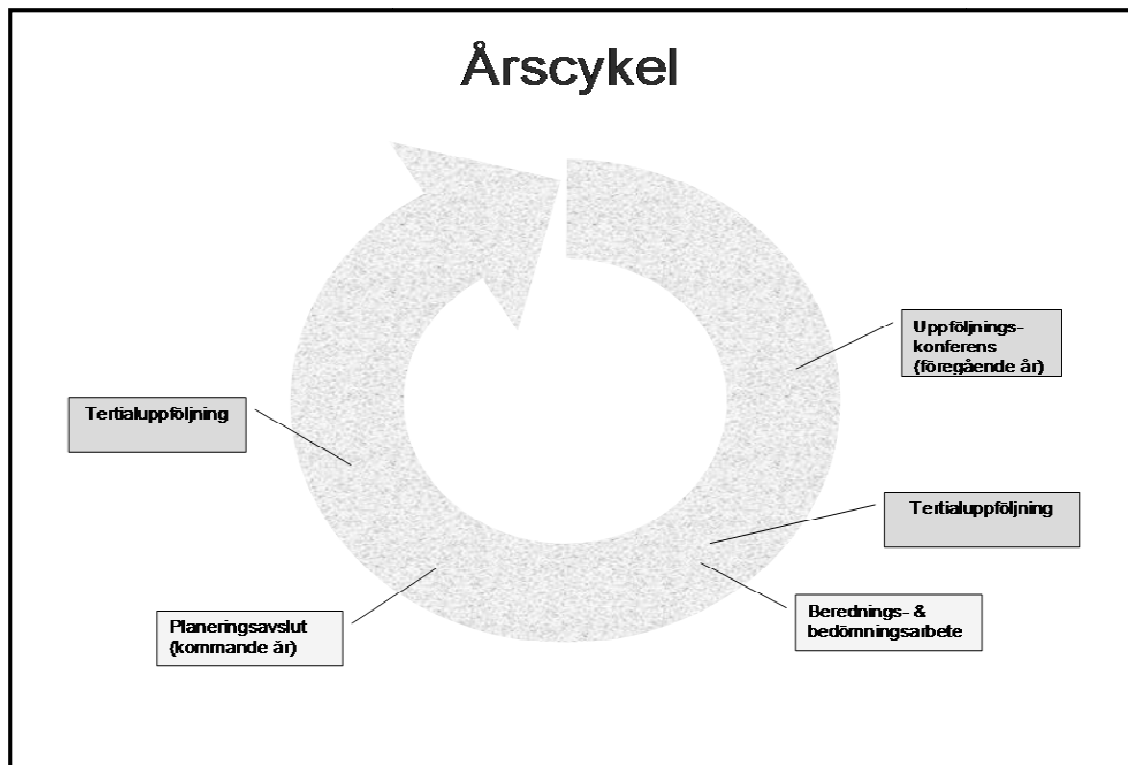 Årscykel
Uppföljnings-
konferens
(föregående år)
Tertialuppföljning
Tertialuppföljning
Berednings- &
bedömningsarbete
Planeringsavslut
(kommande år)